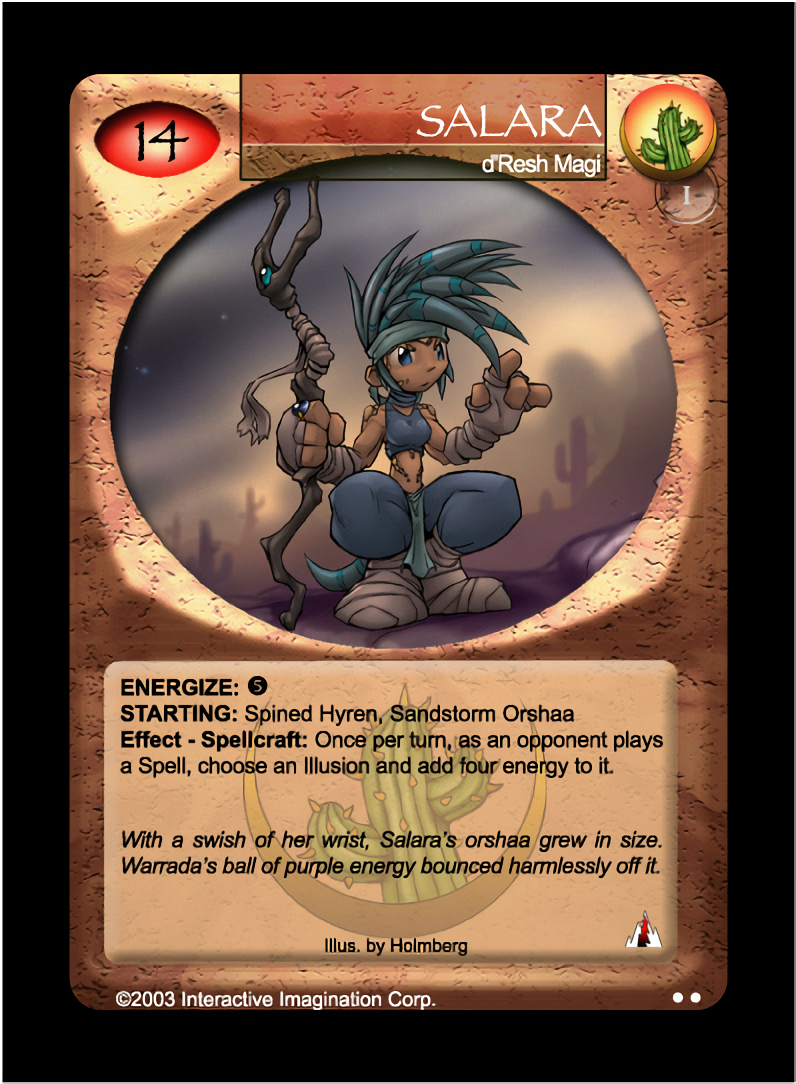 14
SALARA
d'Resh Magi
I
ENERGIZE: ❺
STARTING: Spined Hyren, Sandstorm Orshaa
Effect - Spellcraft: Once per turn, as an opponent plays
a Spell, choose an Illusion and add four energy to it.
With a swish of her wrist, Salara's orshaa grew in size.
Warrada's ball of purple energy bounced harmlessly off it.
Illus. by Holmberg
©2003 Interactive Imagination Corp.